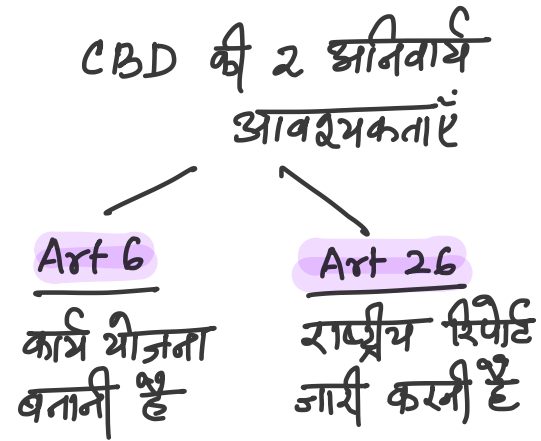 CBD की 2 अनिवार्य
आवश्यकताएँ
Art 6
कार्य योजना
बनानी है
Art 26
राष्ट्रीय रिपोर्ट
जारी करनी है